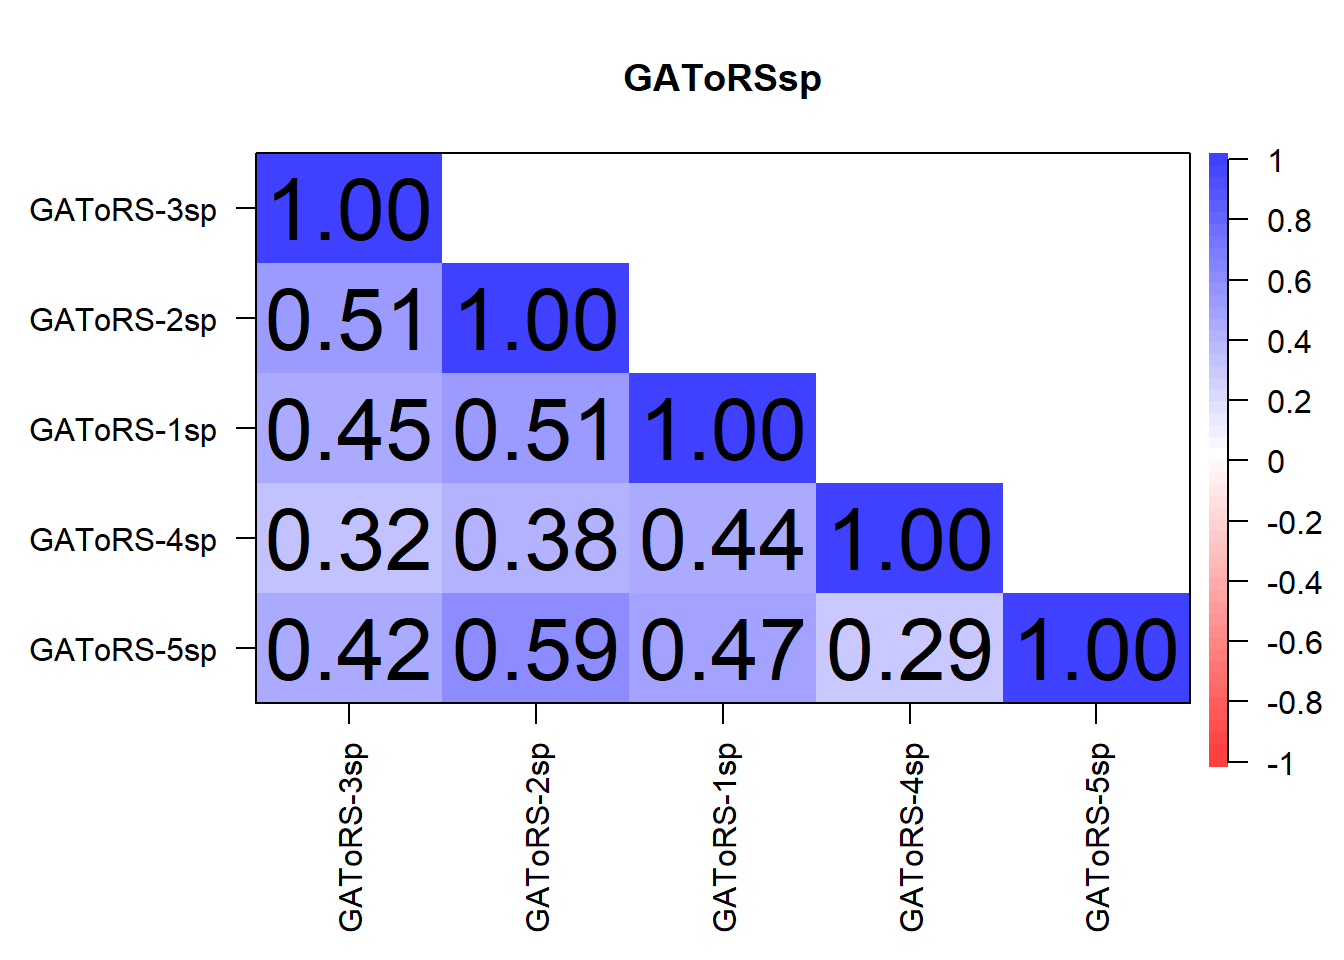 GAToRSsp
GAToRS-3sp 1.00
GAToRS-2sp 0.51 1.00
GAToRS-1sp 0.45 0.51 1.00
GAToRS-4sp 0.32 0.38 0.44 1.00
GAToRS-5sp 0.42 0.59 0.47 0.29 1.00
GAToRS-3sp
GAToRS-2sp
GAToRS-1sp
GAToRS-4sp
GAToRS-5sp
1
0.8
0.6
0.4
0.2
0
-0.2
-0.4
-0.6
-0.8
-1